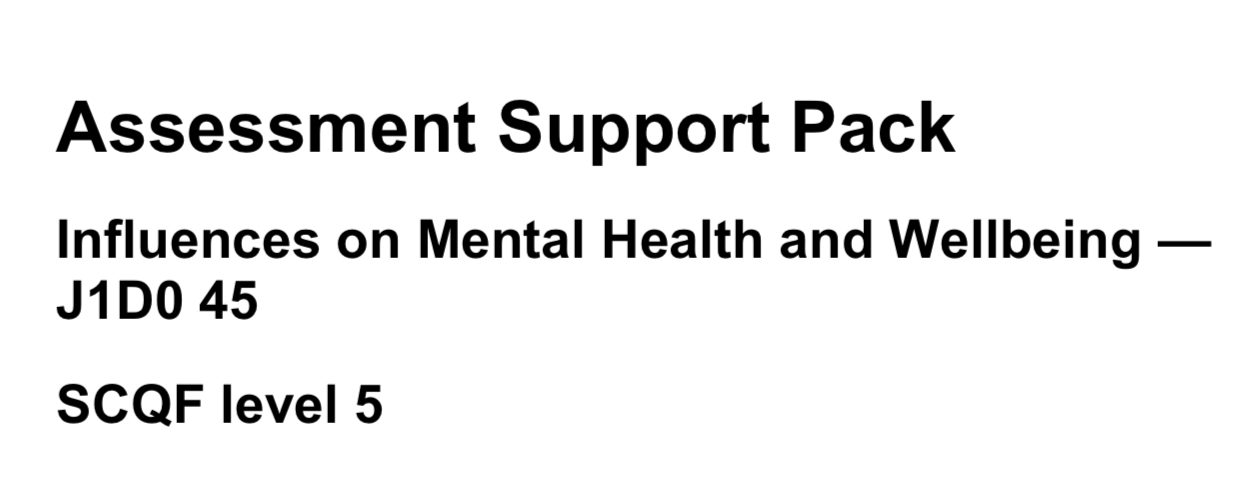 Assessment Support Pack
Influences on Mental Health and Wellbeing —
J1D0 45
SCQF level 5